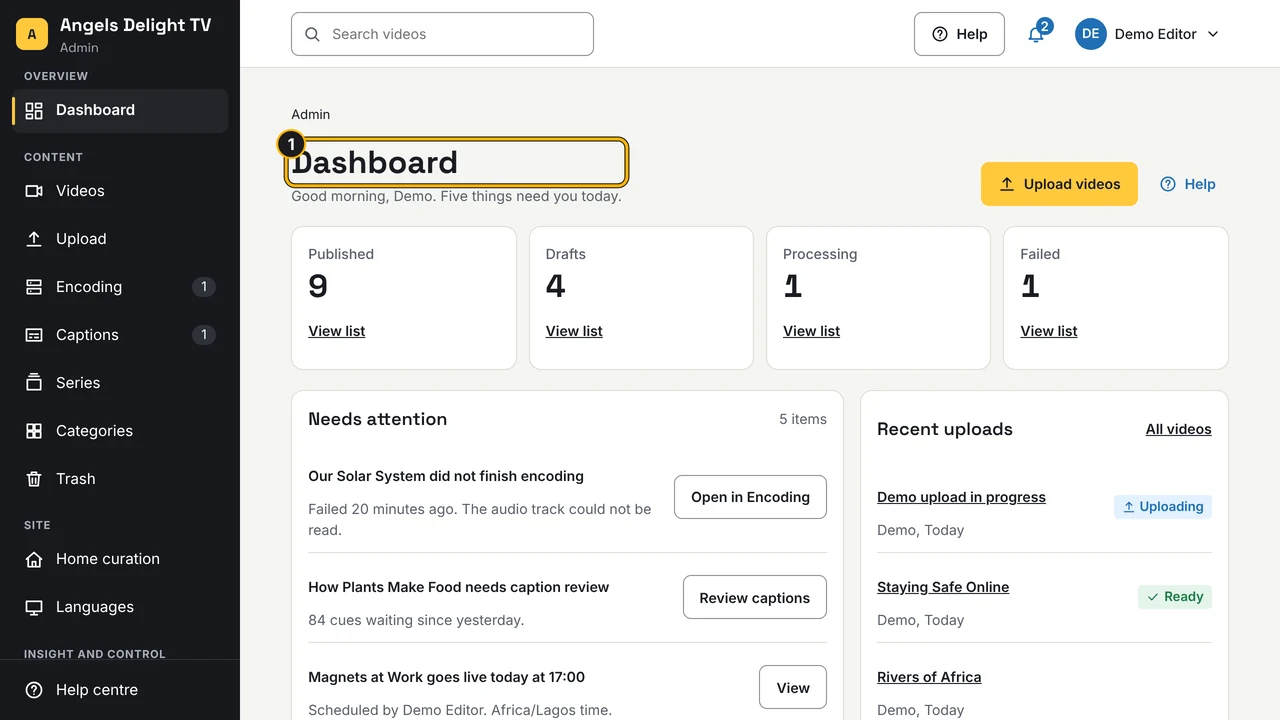 A
Angels Delight TV
Admin
OVERVIEW
Dashboard
CONTENT
Videos
Upload
Encoding 1
Captions 1
Series
Categories
Trash
SITE
Home curation
Languages
INSIGHT AND CONTROL
Help centre
Search videos
Help
2
DE Demo Editor
Admin
1
Dashboard
Good morning, Demo. Five things need you today.
Upload videos
Help
Published
9
View list
Drafts
4
View list
Processing
1
View list
Failed
1
View list
Needs attention
5 items
Our Solar System did not finish encoding
Failed 20 minutes ago. The audio track could not be
read.
Open in Encoding
How Plants Make Food needs caption review
84 cues waiting since yesterday.
Review captions
Magnets at Work goes live today at 17:00
Scheduled by Demo Editor. Africa/Lagos time.
View
Recent uploads
All videos
Demo upload in progress
Demo, Today
Uploading
Staying Safe Online
Demo, Today
Ready
Rivers of Africa
Demo, Today